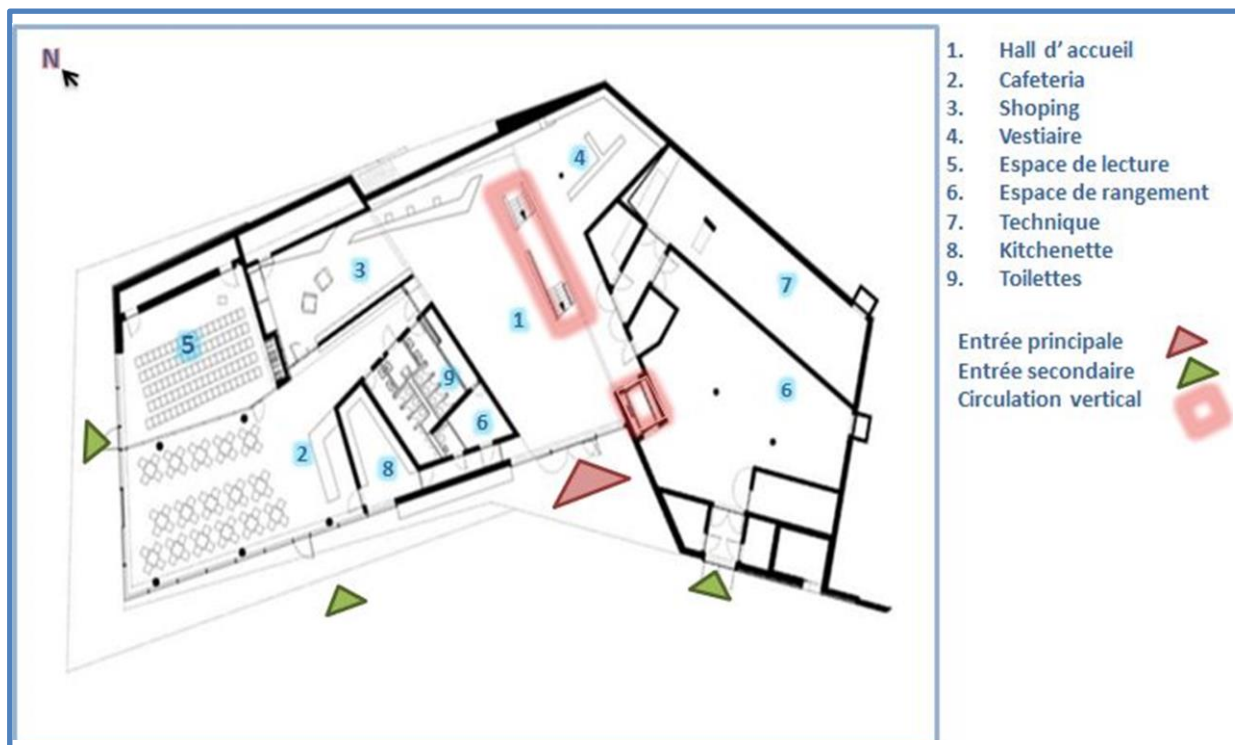 N
1. Hall d’ accueil
2. Cafeteria
3. Shoping
4. Vestiaire
5. Espace de lecture
6. Espace de rangement
7. Technique
8. Kitchenette
9. Toilettes
Entrée principale
Entrée secondaire
Circulation vertical
4
3
7
1
5
9
6
6
2
8